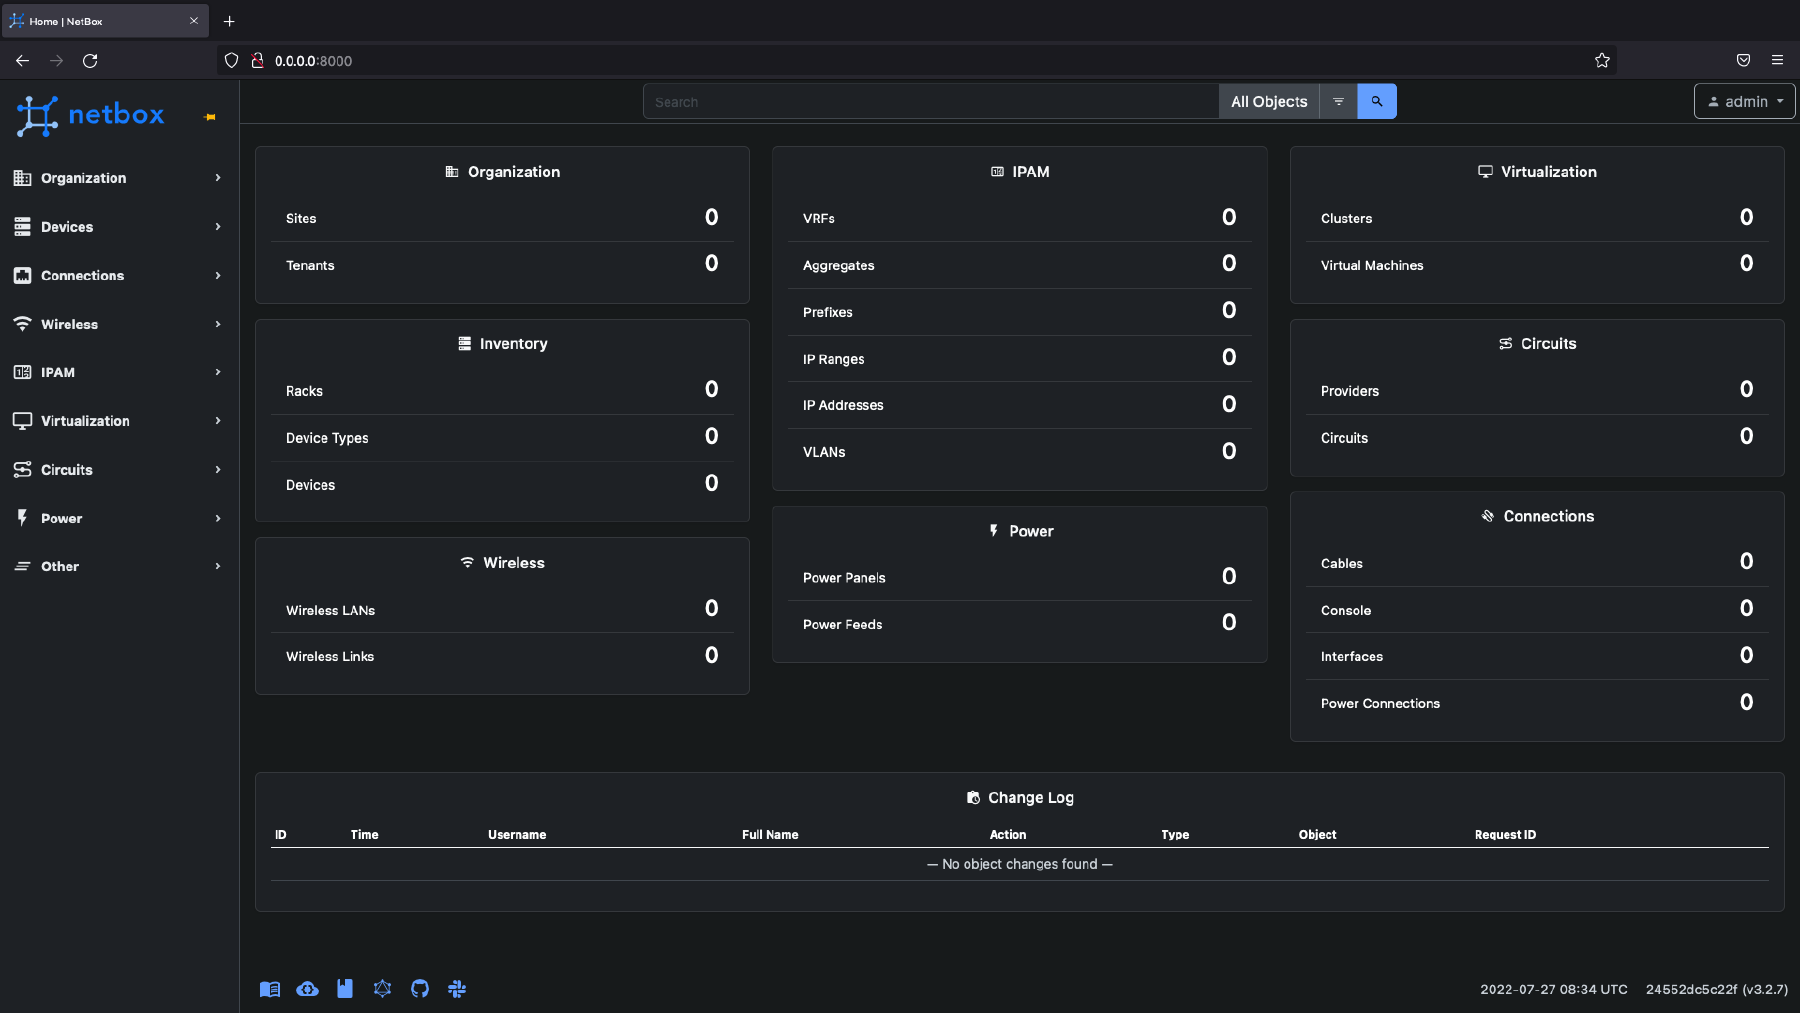 Home | NetBox
0.0.0.0:8000
netbox
Search
All Objects
admin
Organization
Devices
Connections
Wireless
IPAM
Virtualization
Circuits
Power
Other
Organization
Sites 0
Tenants 0
Inventory
Racks 0
Device Types 0
Devices 0
Wireless
Wireless LANs 0
Wireless Links 0
IPAM
VRFs 0
Aggregates 0
Prefixes 0
IP Ranges 0
IP Addresses 0
VLANs 0
Power
Power Panels 0
Power Feeds 0
Virtualization
Clusters 0
Virtual Machines 0
Circuits
Providers 0
Circuits 0
Connections
Cables 0
Console 0
Interfaces 0
Power Connections 0
Change Log
ID Time Username Full Name Action Type Object Request ID
— No object changes found —
2022-07-27 08:34 UTC 24552dc5c22f (v3.2.7)